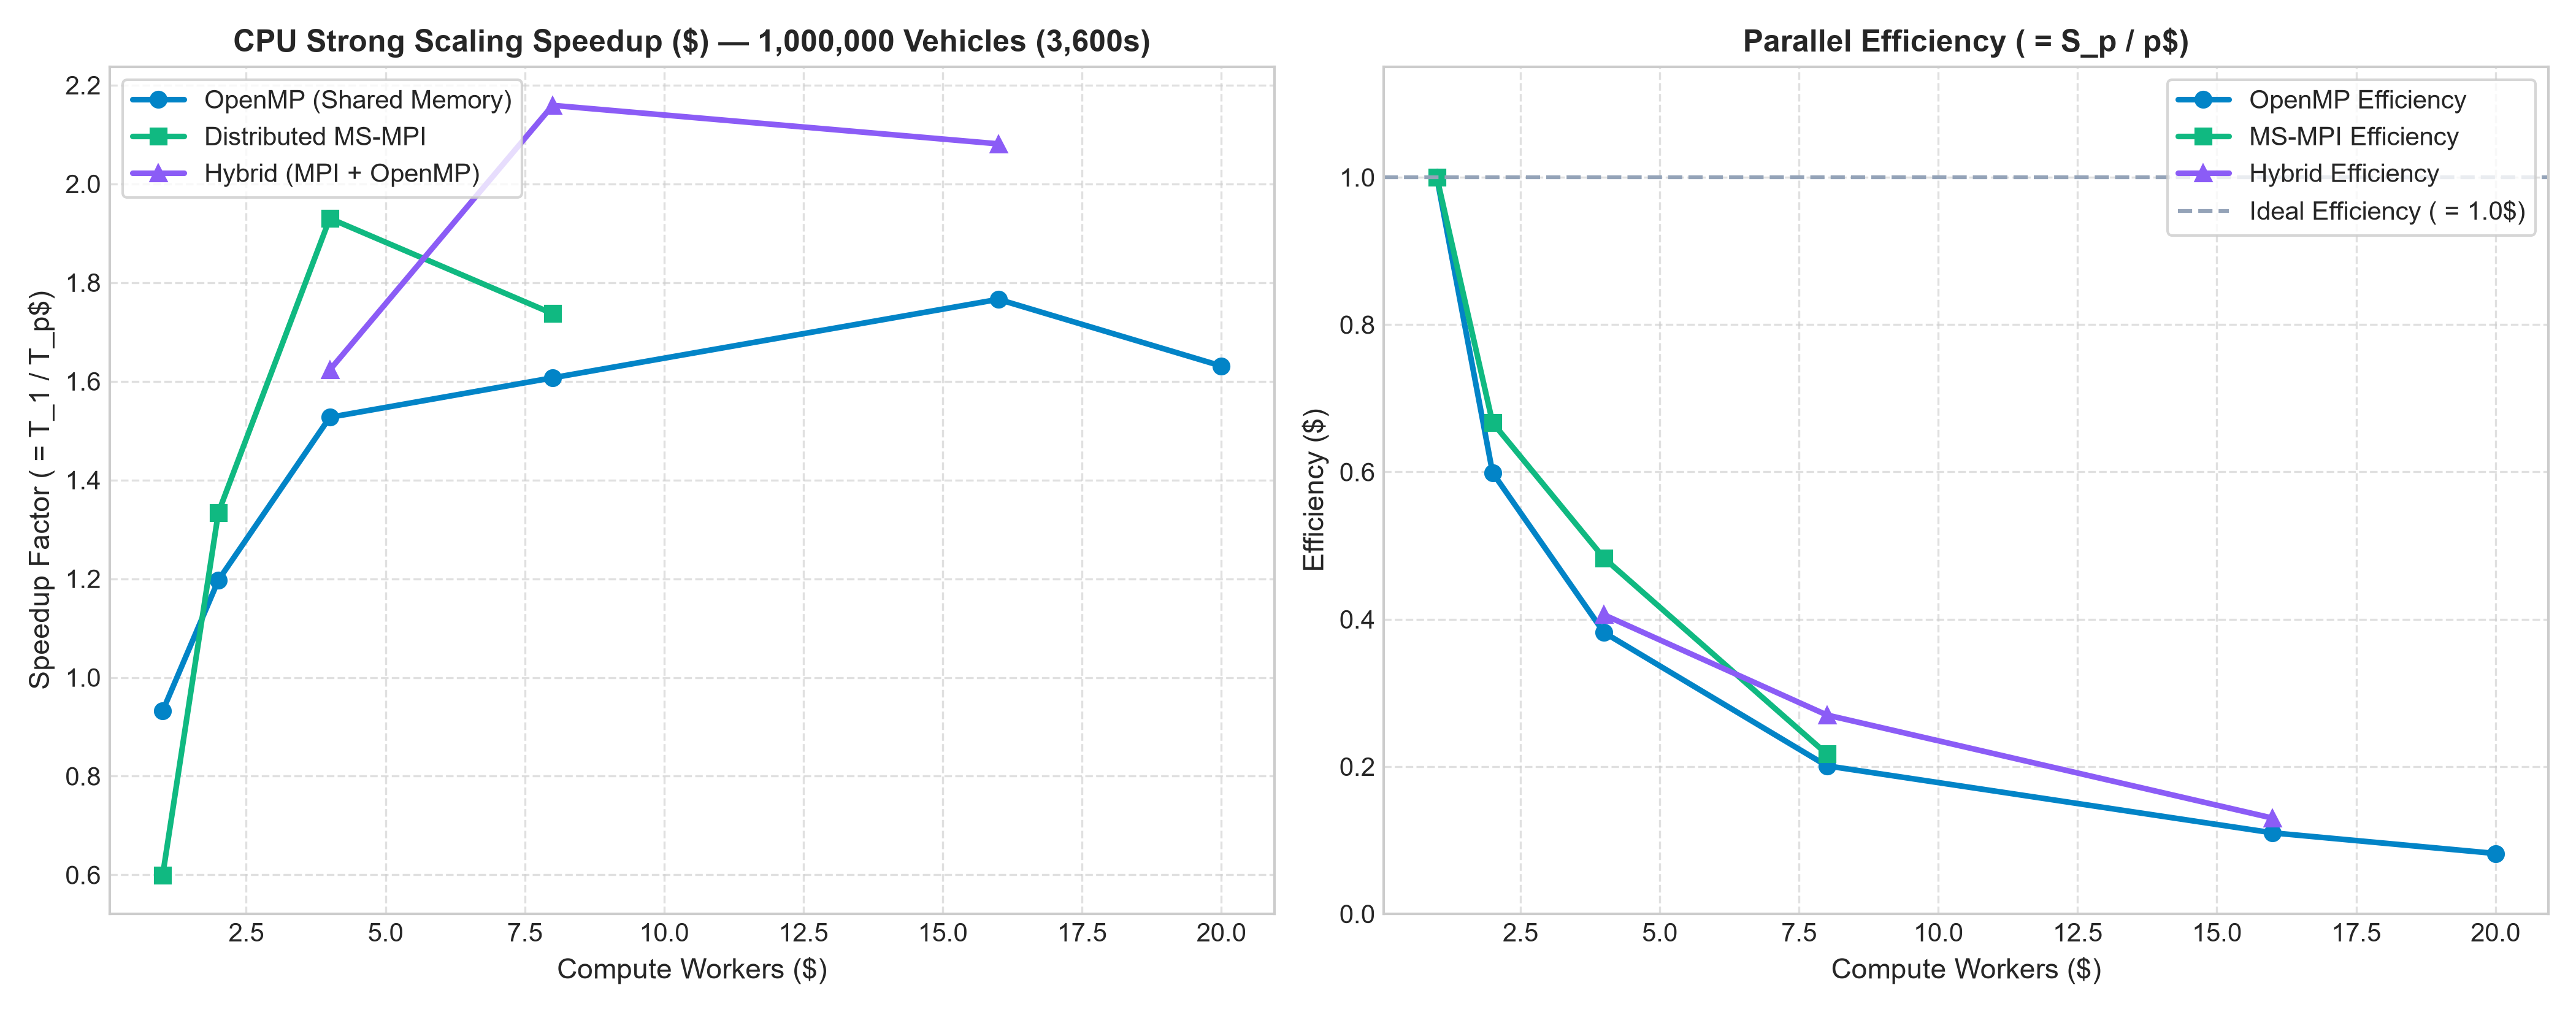 CPU Strong Scaling Speedup ($) — 1,000,000 Vehicles (3,600s)
OpenMP (Shared Memory)
Distributed MS-MPI
Hybrid (MPI + OpenMP)
Speedup Factor ( = T_1 / T_p$)
2.2
2.0
1.8
1.6
1.4
1.2
1.0
0.8
0.6
2.5 5.0 7.5 10.0 12.5 15.0 17.5 20.0
Compute Workers ($)
Parallel Efficiency ( = S_p / p$)
OpenMP Efficiency
MS-MPI Efficiency
Hybrid Efficiency
Ideal Efficiency ( = 1.0$)
Efficiency ($)
1.0
0.8
0.6
0.4
0.2
0.0
2.5 5.0 7.5 10.0 12.5 15.0 17.5 20.0
Compute Workers ($)